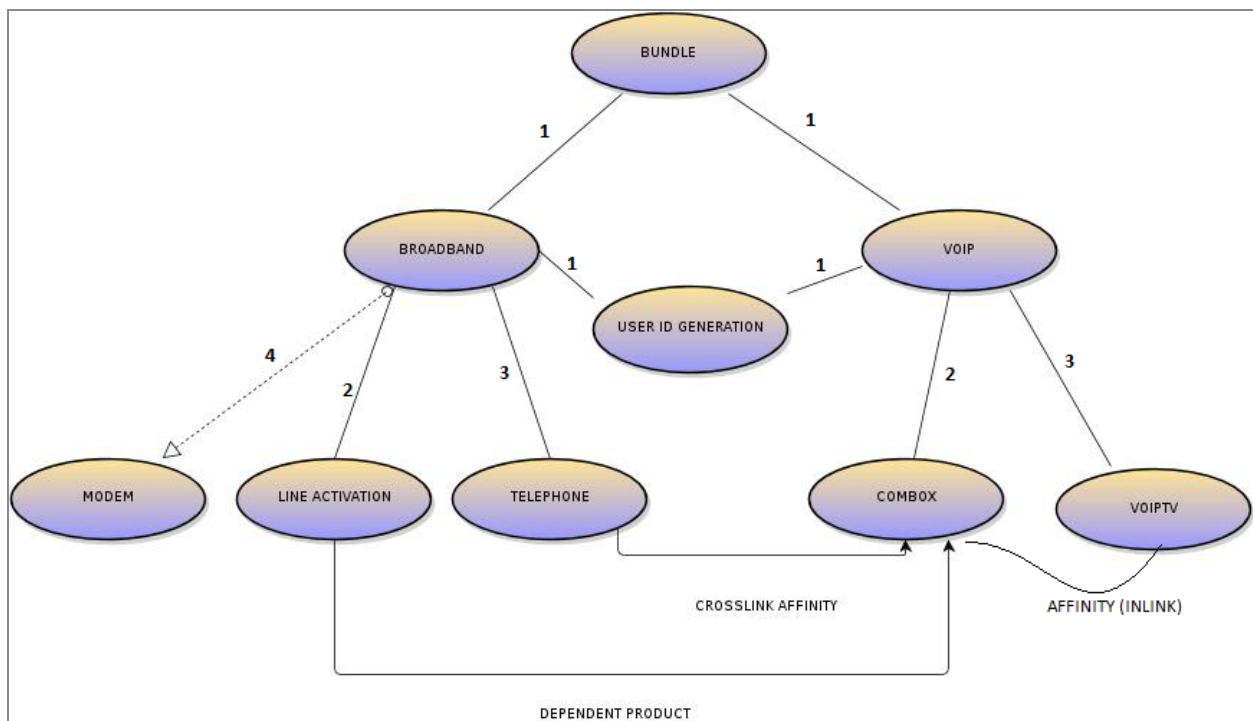 BUNDLE
1
1
BROADBAND
VOIP
1
1
USER ID GENERATION
4
2
3
2
3
MODEM
LINE ACTIVATION
TELEPHONE
COMBOX
VOIPTV
CROSSLINK AFFINITY
AFFINITY (INLINK)
DEPENDENT PRODUCT